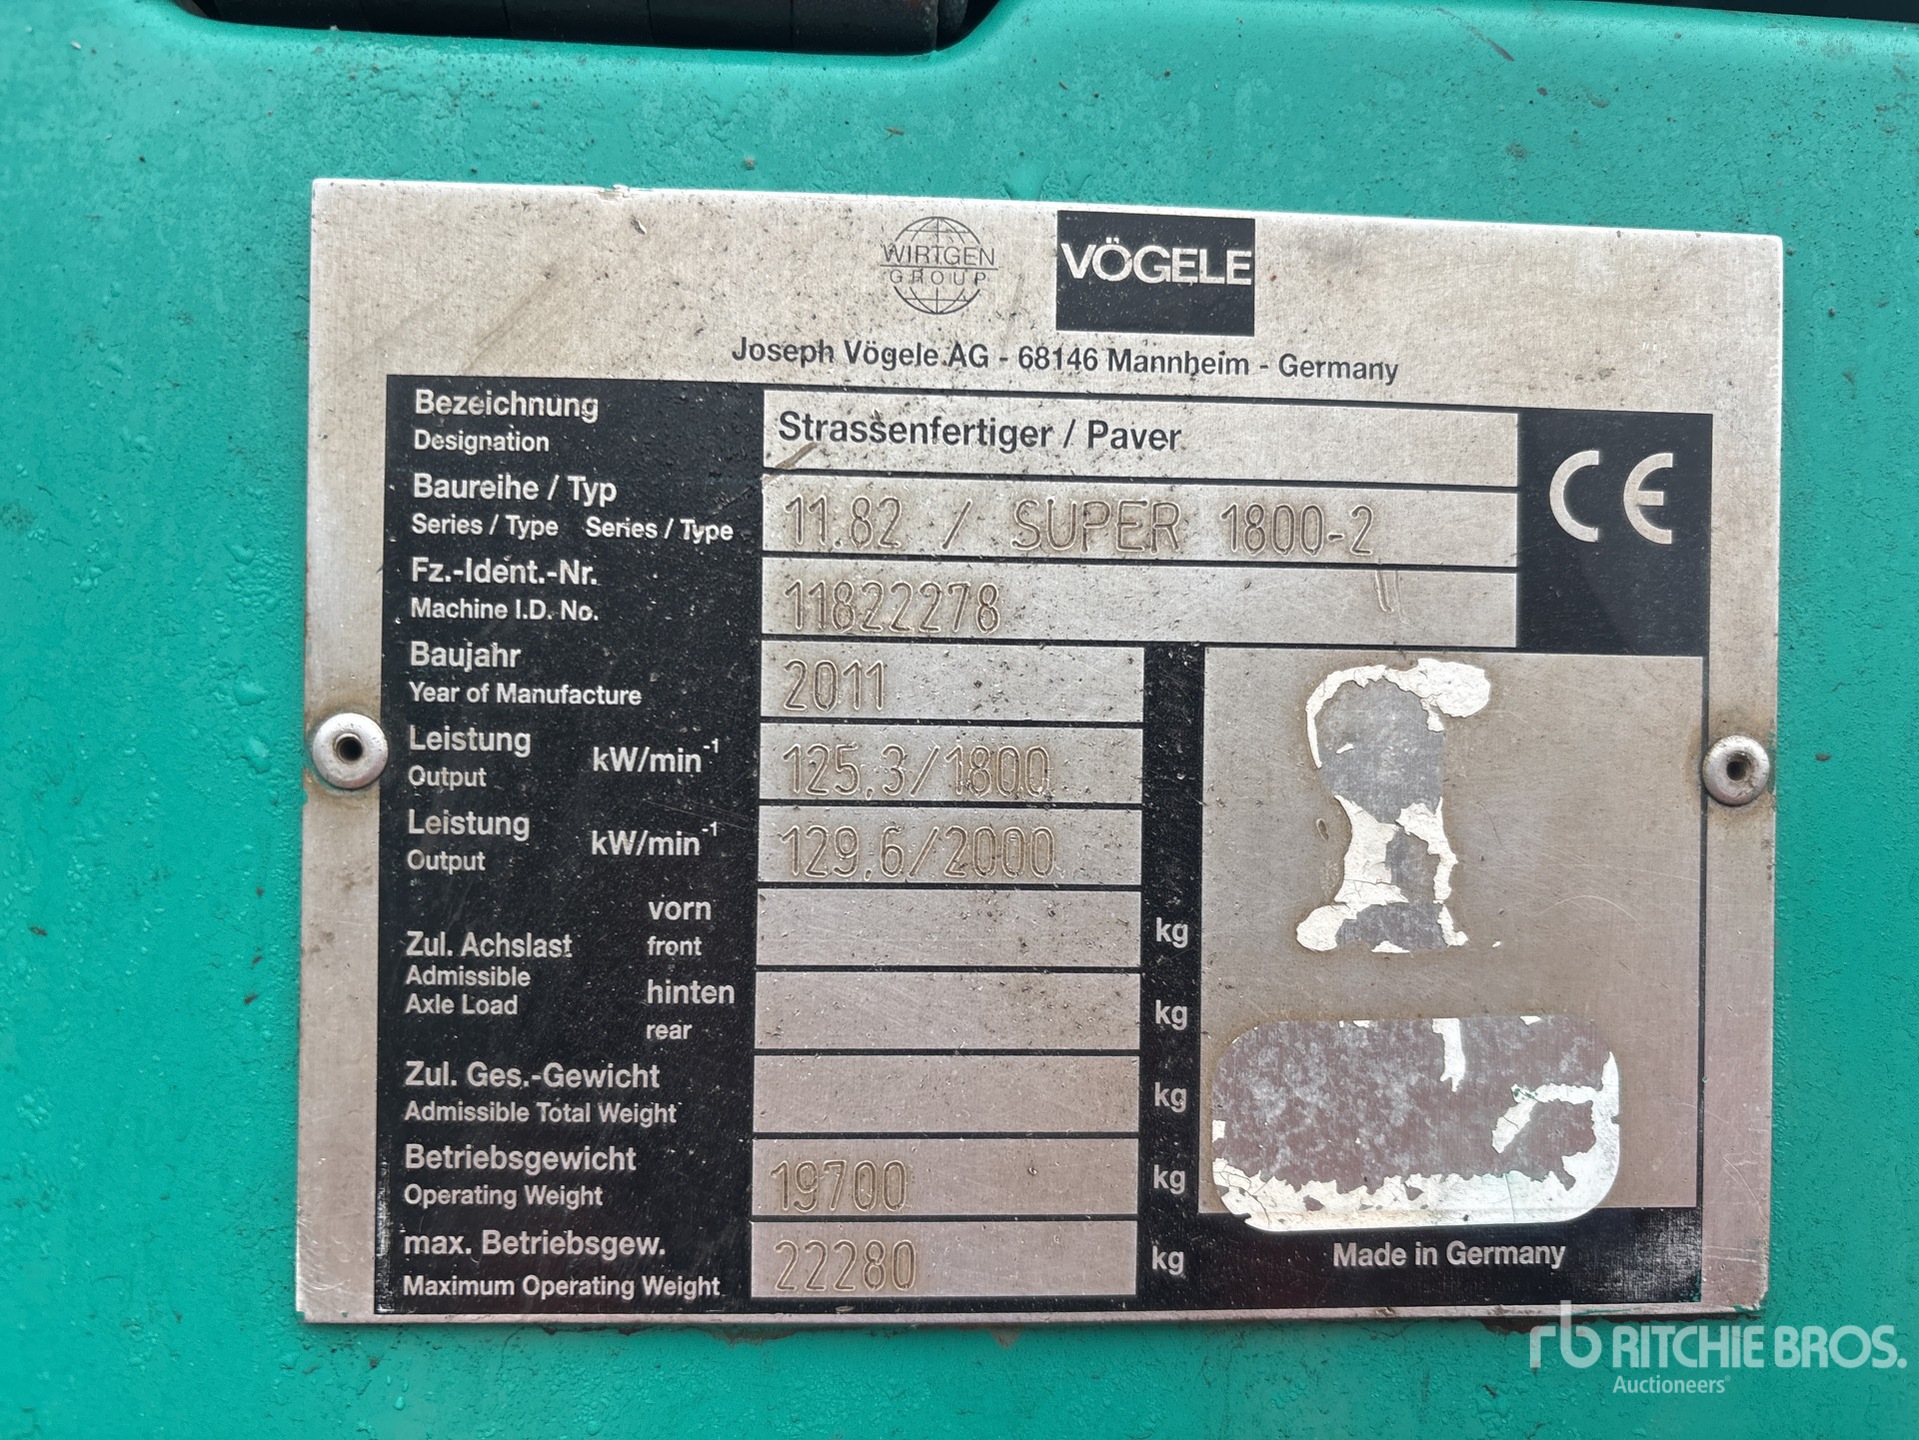 WIRTGEN GROUP
VÖGELE
Joseph Vögele AG - 68146 Mannheim - Germany
Bezeichnung
Designation
Strassenfertiger / Paver
CE
Baureihe / Typ
Series / Type Series / Type
11.82 / SUPER 1800-2
Fz.-Ident.-Nr.
Machine I.D. No.
11822278
Baujahr
Year of Manufacture
2011
Leistung
Output
kW/min⁻¹
125,3/1800
Leistung
Output
kW/min⁻¹
129,6/2000
Zul. Achslast
Admissible
Axle Load
vorn
front
kg
hinten
rear
kg
Zul. Ges.-Gewicht
Admissible Total Weight
kg
Betriebsgewicht
Operating Weight
19700
kg
max. Betriebsgew.
Maximum Operating Weight
22280
kg
Made in Germany
rb RITCHIE BROS.
Auctioneers